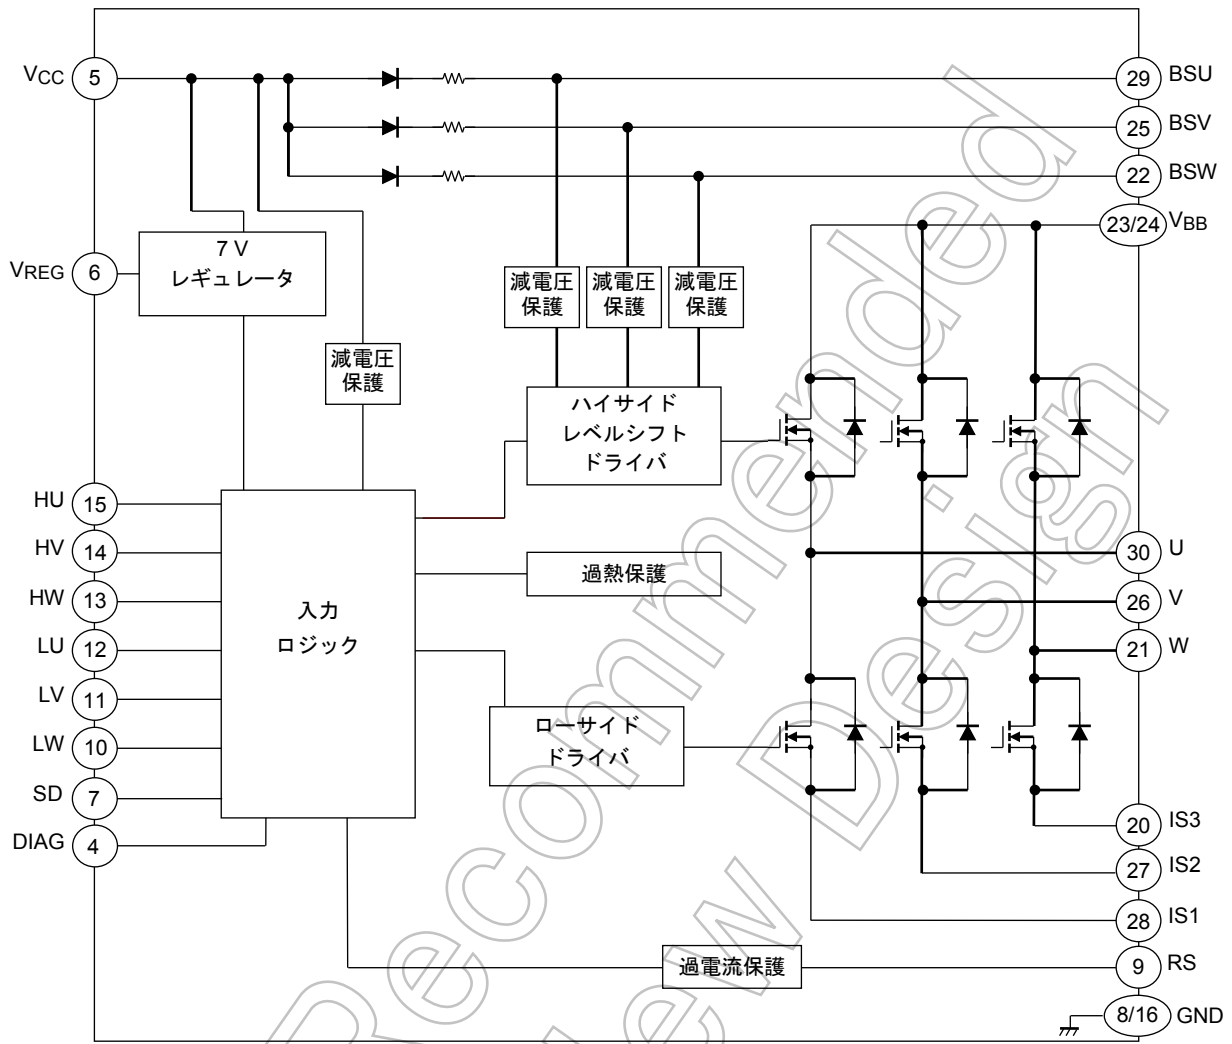 VCC 5
29 BSU
25 BSV
22 BSW
23/24 VBB
7 V
レギュレータ
VREG 6
減電圧
保護
減電圧
保護
減電圧
保護
減電圧
保護
ハイサイド
レベルシフト
ドライバ
HU 15
HV 14
HW 13
LU 12
LV 11
LW 10
SD 7
DIAG 4
入力
ロジック
過熱保護
ローサイド
ドライバ
30 U
26 V
21 W
20 IS3
27 IS2
28 IS1
過電流保護
9 RS
8/16 GND
Recommended
New Design